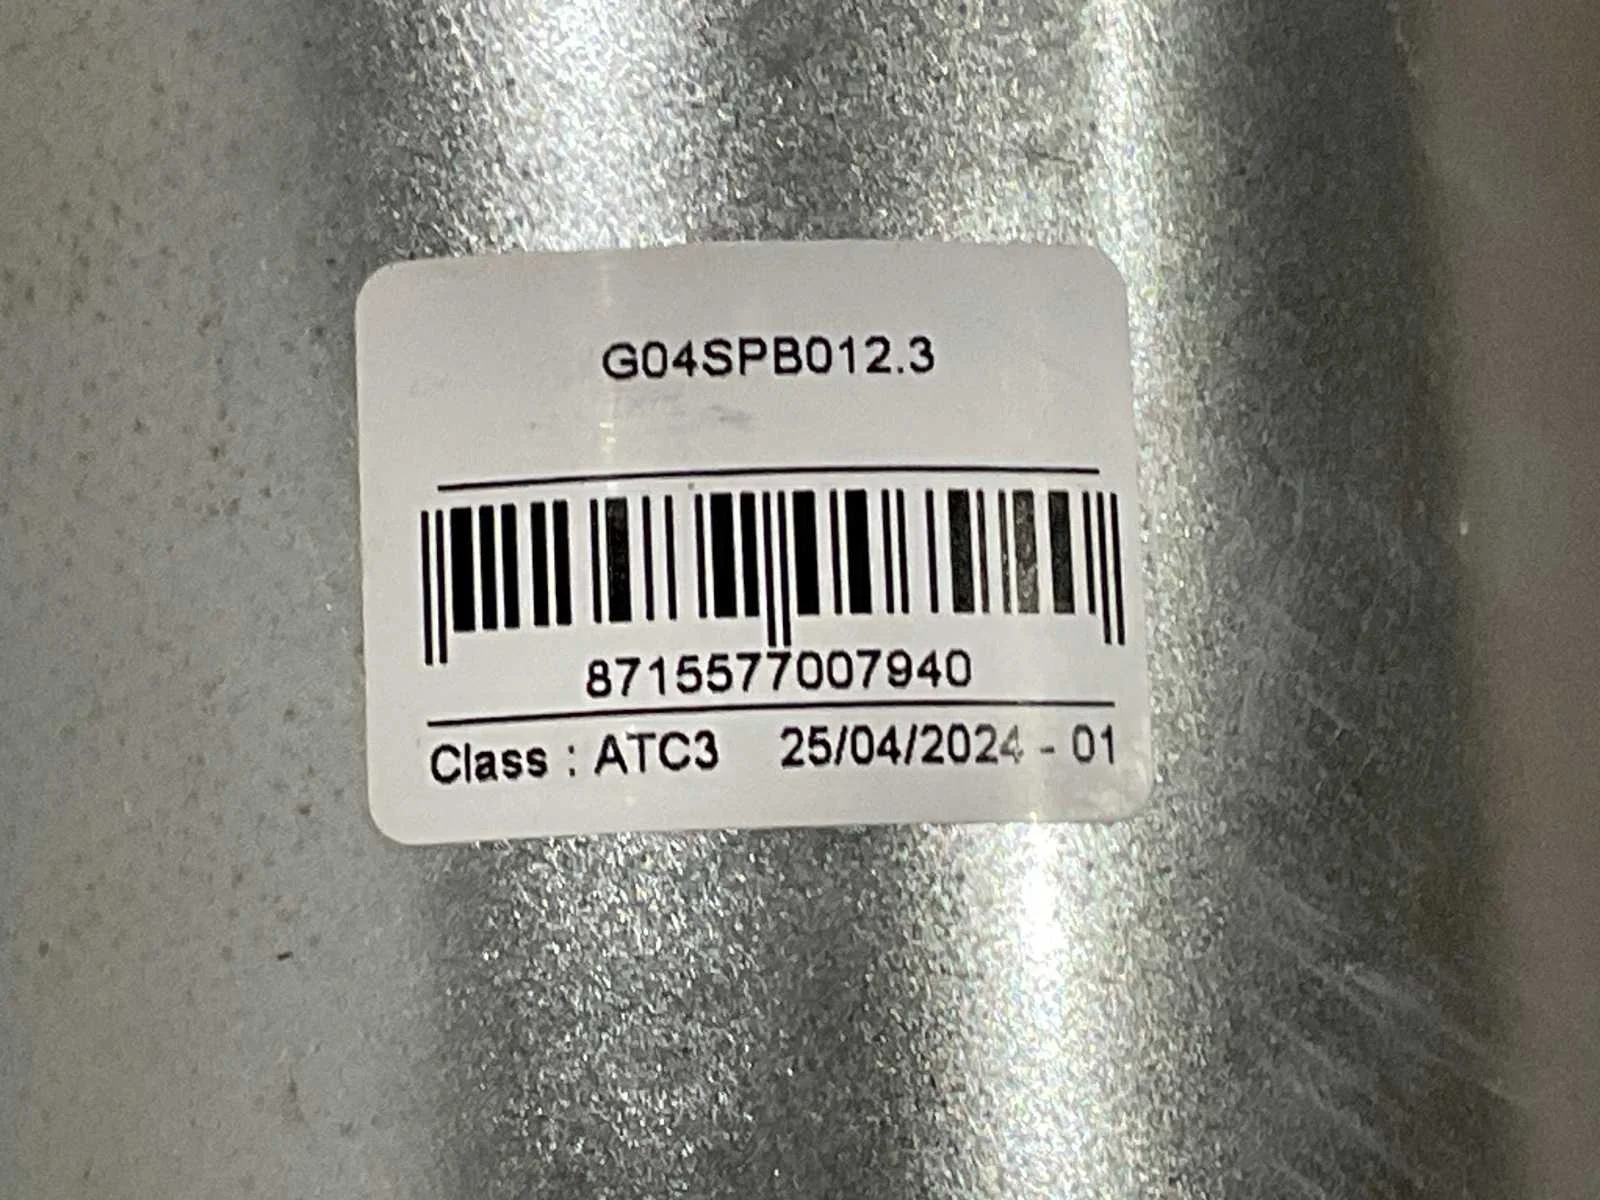 G04SPB012.3
8715577007940
Class : ATC3 25/04/2024 - 01